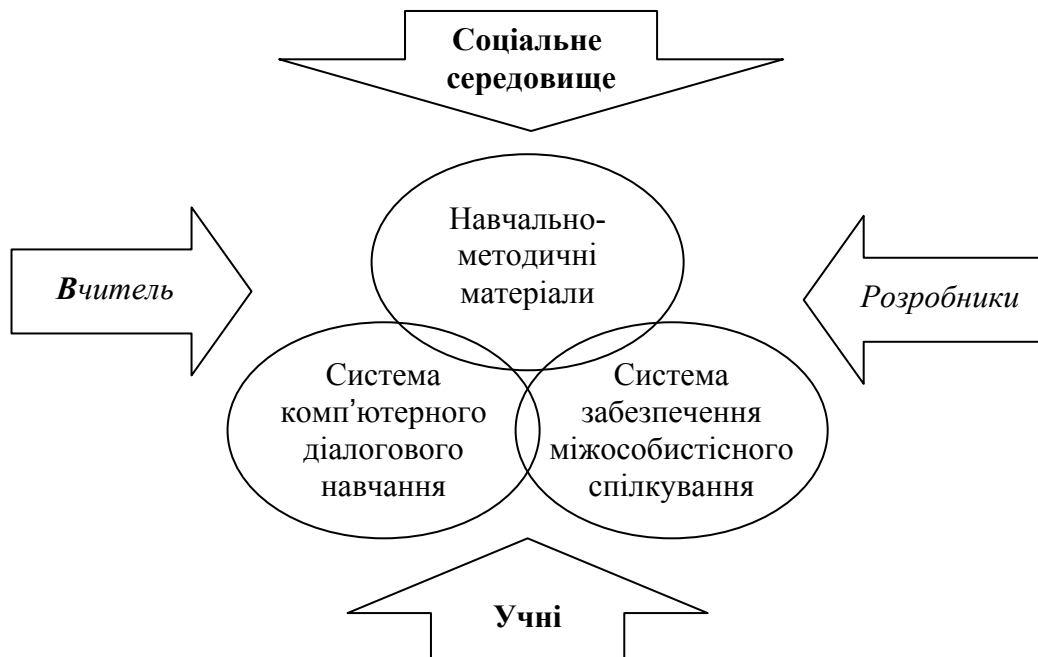 Соціальне
середовище
Навчально-
методичні
матеріали
Вчитель
Розробники
Система
комп’ютерного
діалогового
навчання
Система
забезпечення
міжособистісного
спілкування
Учні